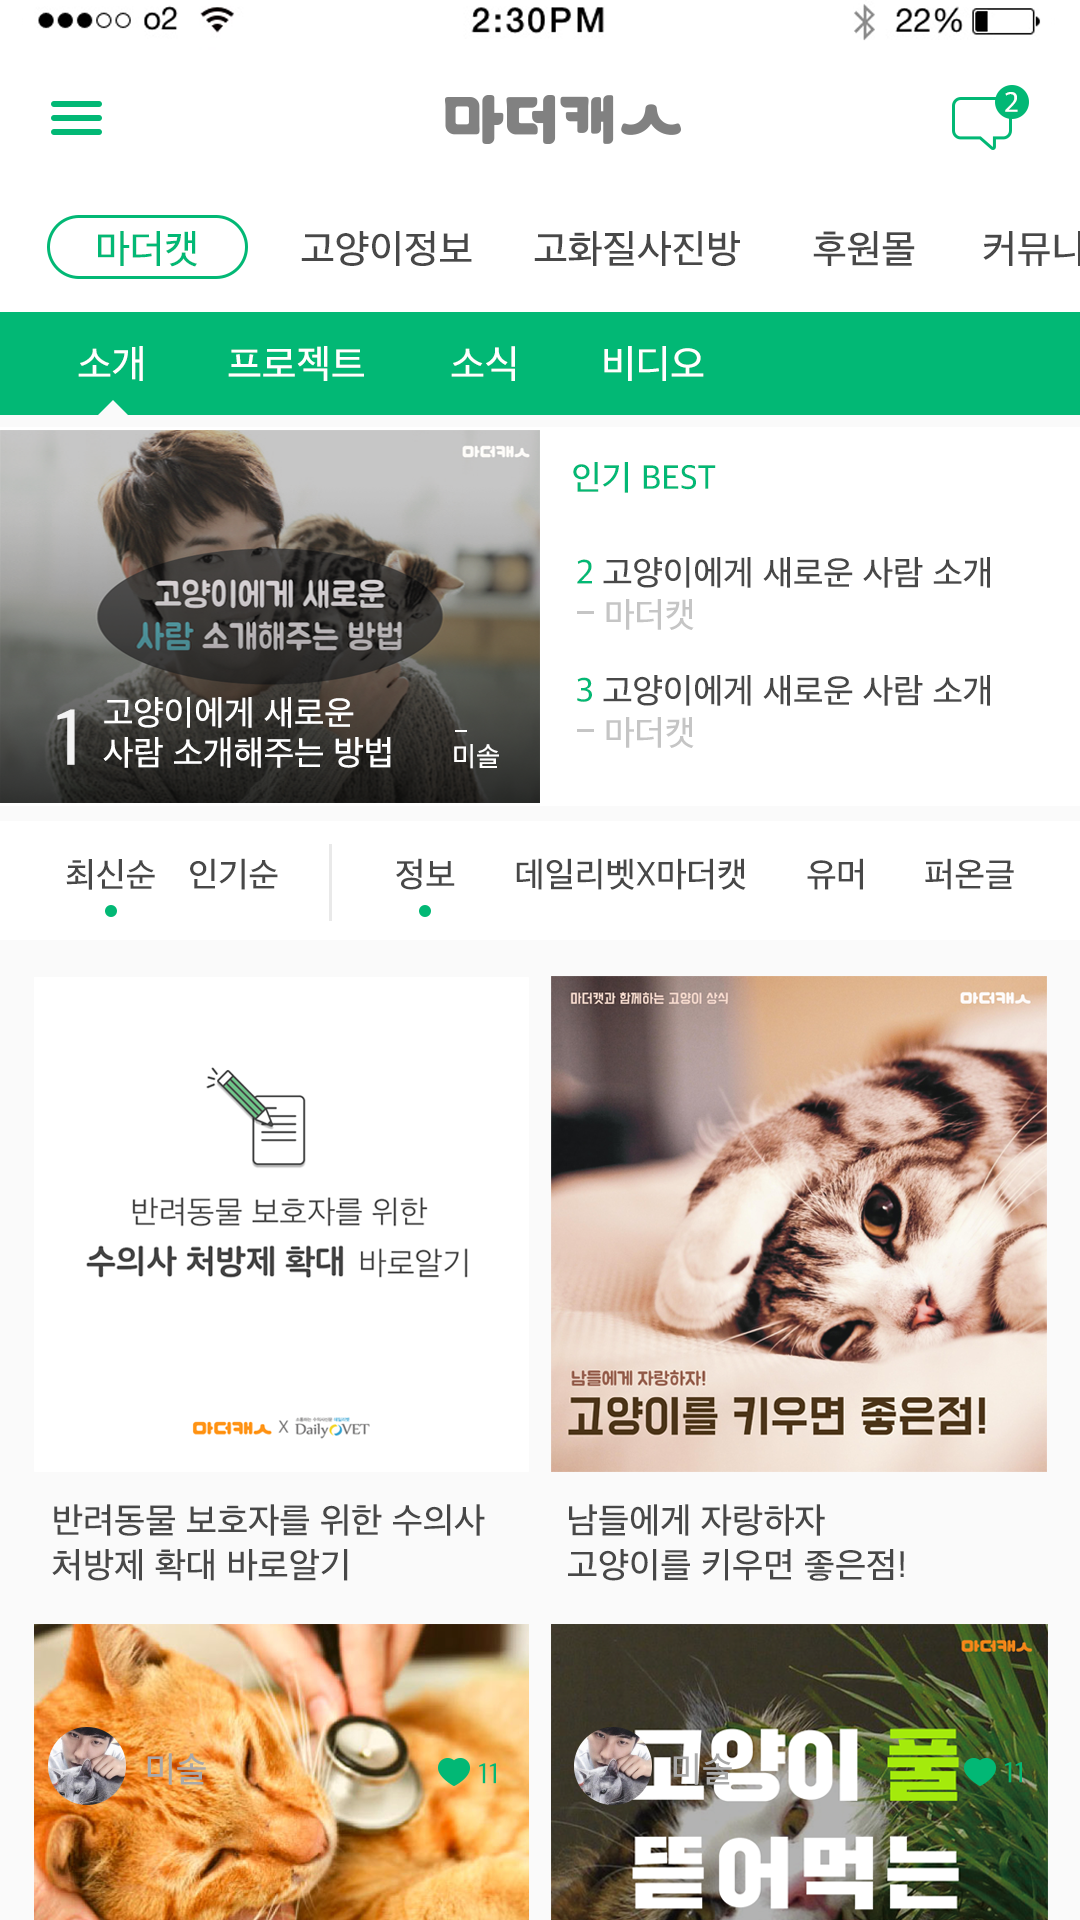 o2
2:30PM
22%
마더캣
2
마더캣
고양이정보
고화질사진방
후원몰
커뮤니
소개
프로젝트
소식
비디오
마더캣
고양이에게 새로운
사람 소개해주는 방법
1 고양이에게 새로운
사람 소개해주는 방법
–
미솔
인기 BEST
2 고양이에게 새로운 사람 소개
– 마더캣
3 고양이에게 새로운 사람 소개
– 마더캣
최신순
인기순
정보
데일리벳X마더캣
유머
퍼온글
반려동물 보호자를 위한
수의사 처방제 확대 바로알기
마더캣 X DailyVET
마더캣과 함께하는 고양이 상식
마더캣
남들에게 자랑하자!
고양이를 키우면 좋은점!
반려동물 보호자를 위한 수의사
처방제 확대 바로알기
남들에게 자랑하자
고양이를 키우면 좋은점!
미솔
11
마더캣
고양이 풀
뜯어먹는
미솔
11